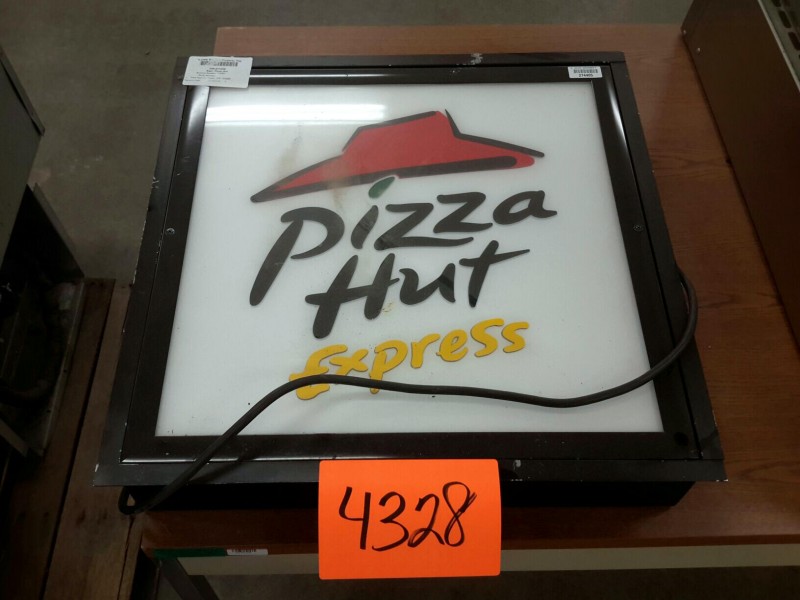 Pizza
Hut
Express
4328